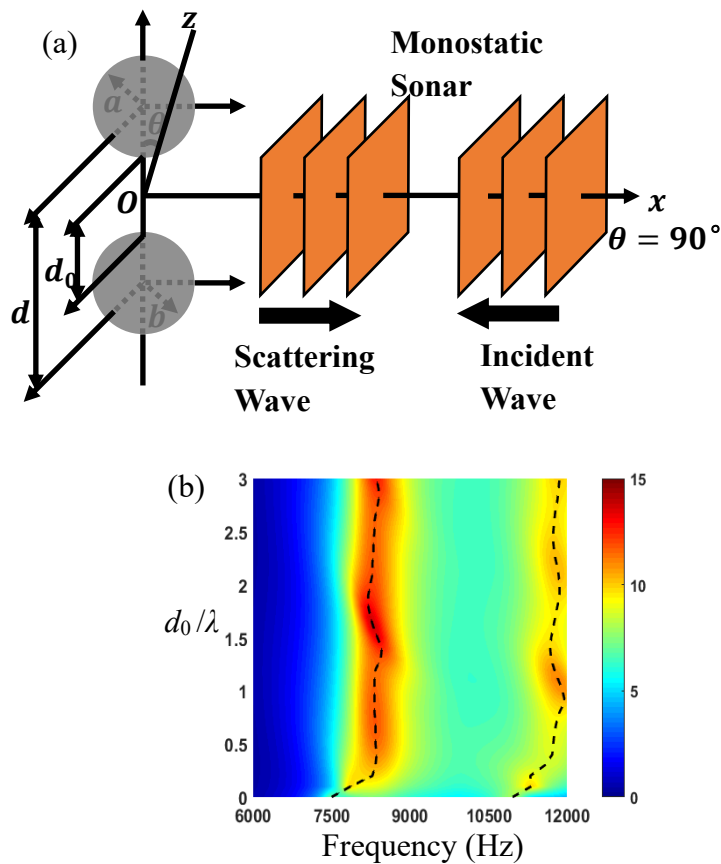 (a)
z
Monostatic
Sonar
a
θ
O
x
θ = 90°
d₀
d
b
Scattering
Wave
Incident
Wave
(b)
3
2.5
2
1.5
1
0.5
0
d₀/λ
6000 7500 9000 10500 12000
Frequency (Hz)
15
10
5
0